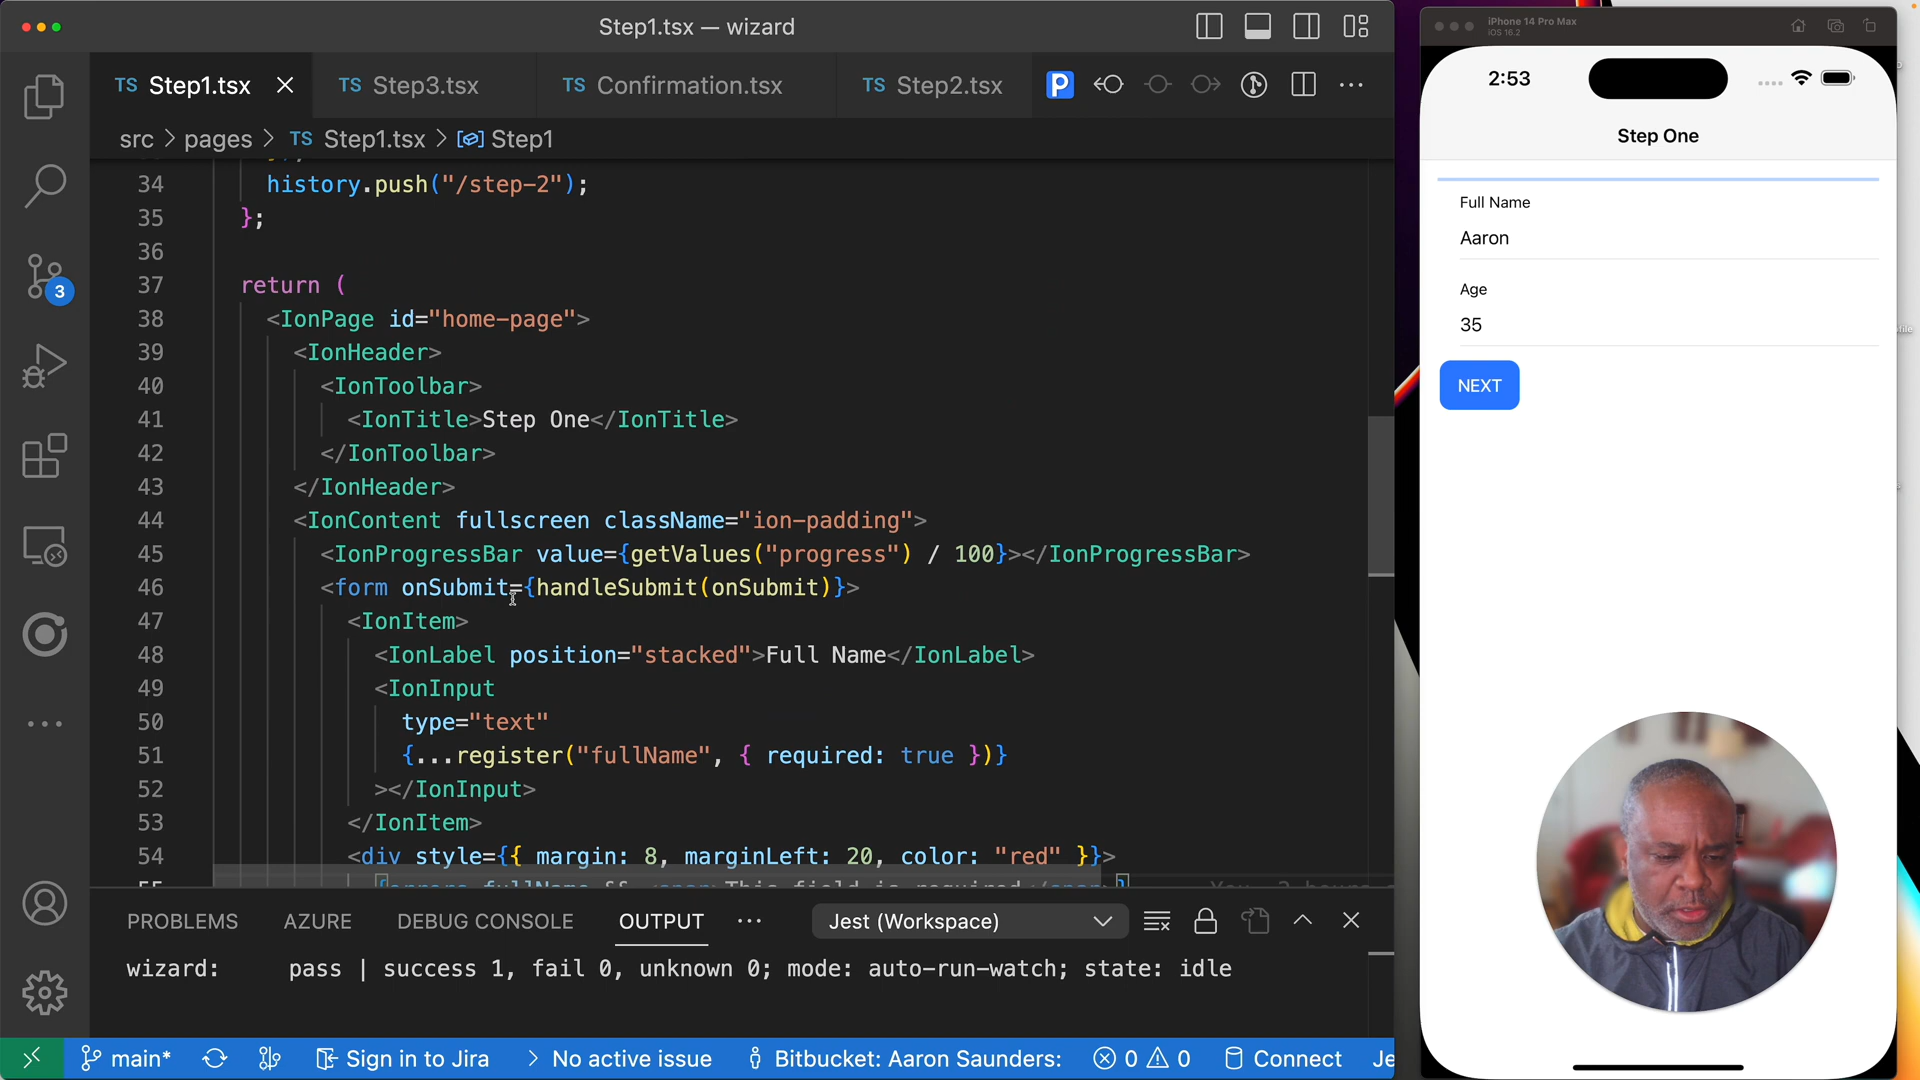 Step1.tsx — wizard
TS Step1.tsx
TS Step3.tsx
TS Confirmation.tsx
TS Step2.tsx
src > pages > TS Step1.tsx > Step1
34 history.push("/step-2");
35 };
36
37 return (
38 <IonPage id="home-page">
39 <IonHeader>
40 <IonToolbar>
41 <IonTitle>Step One</IonTitle>
42 </IonToolbar>
43 </IonHeader>
44 <IonContent fullscreen className="ion-padding">
45 <IonProgressBar value={getValues("progress") / 100}></IonProgressBar>
46 <form onSubmit={handleSubmit(onSubmit)}>
47 <IonItem>
48 <IonLabel position="stacked">Full Name</IonLabel>
49 <IonInput
50 type="text"
51 {...register("fullName", { required: true })}
52 ></IonInput>
53 </IonItem>
54 <div style={{ margin: 8, marginLeft: 20, color: "red" }}>
3
PROBLEMS AZURE DEBUG CONSOLE OUTPUT ... Jest (Workspace)
wizard: pass | success 1, fail 0, unknown 0; mode: auto-run-watch; state: idle
main* Sign in to Jira > No active issue Bitbucket: Aaron Saunders: 0 0 Connect Je
iPhone 14 Pro Max
iOS 16.2
2:53
Step One
Full Name
Aaron
Age
35
NEXT